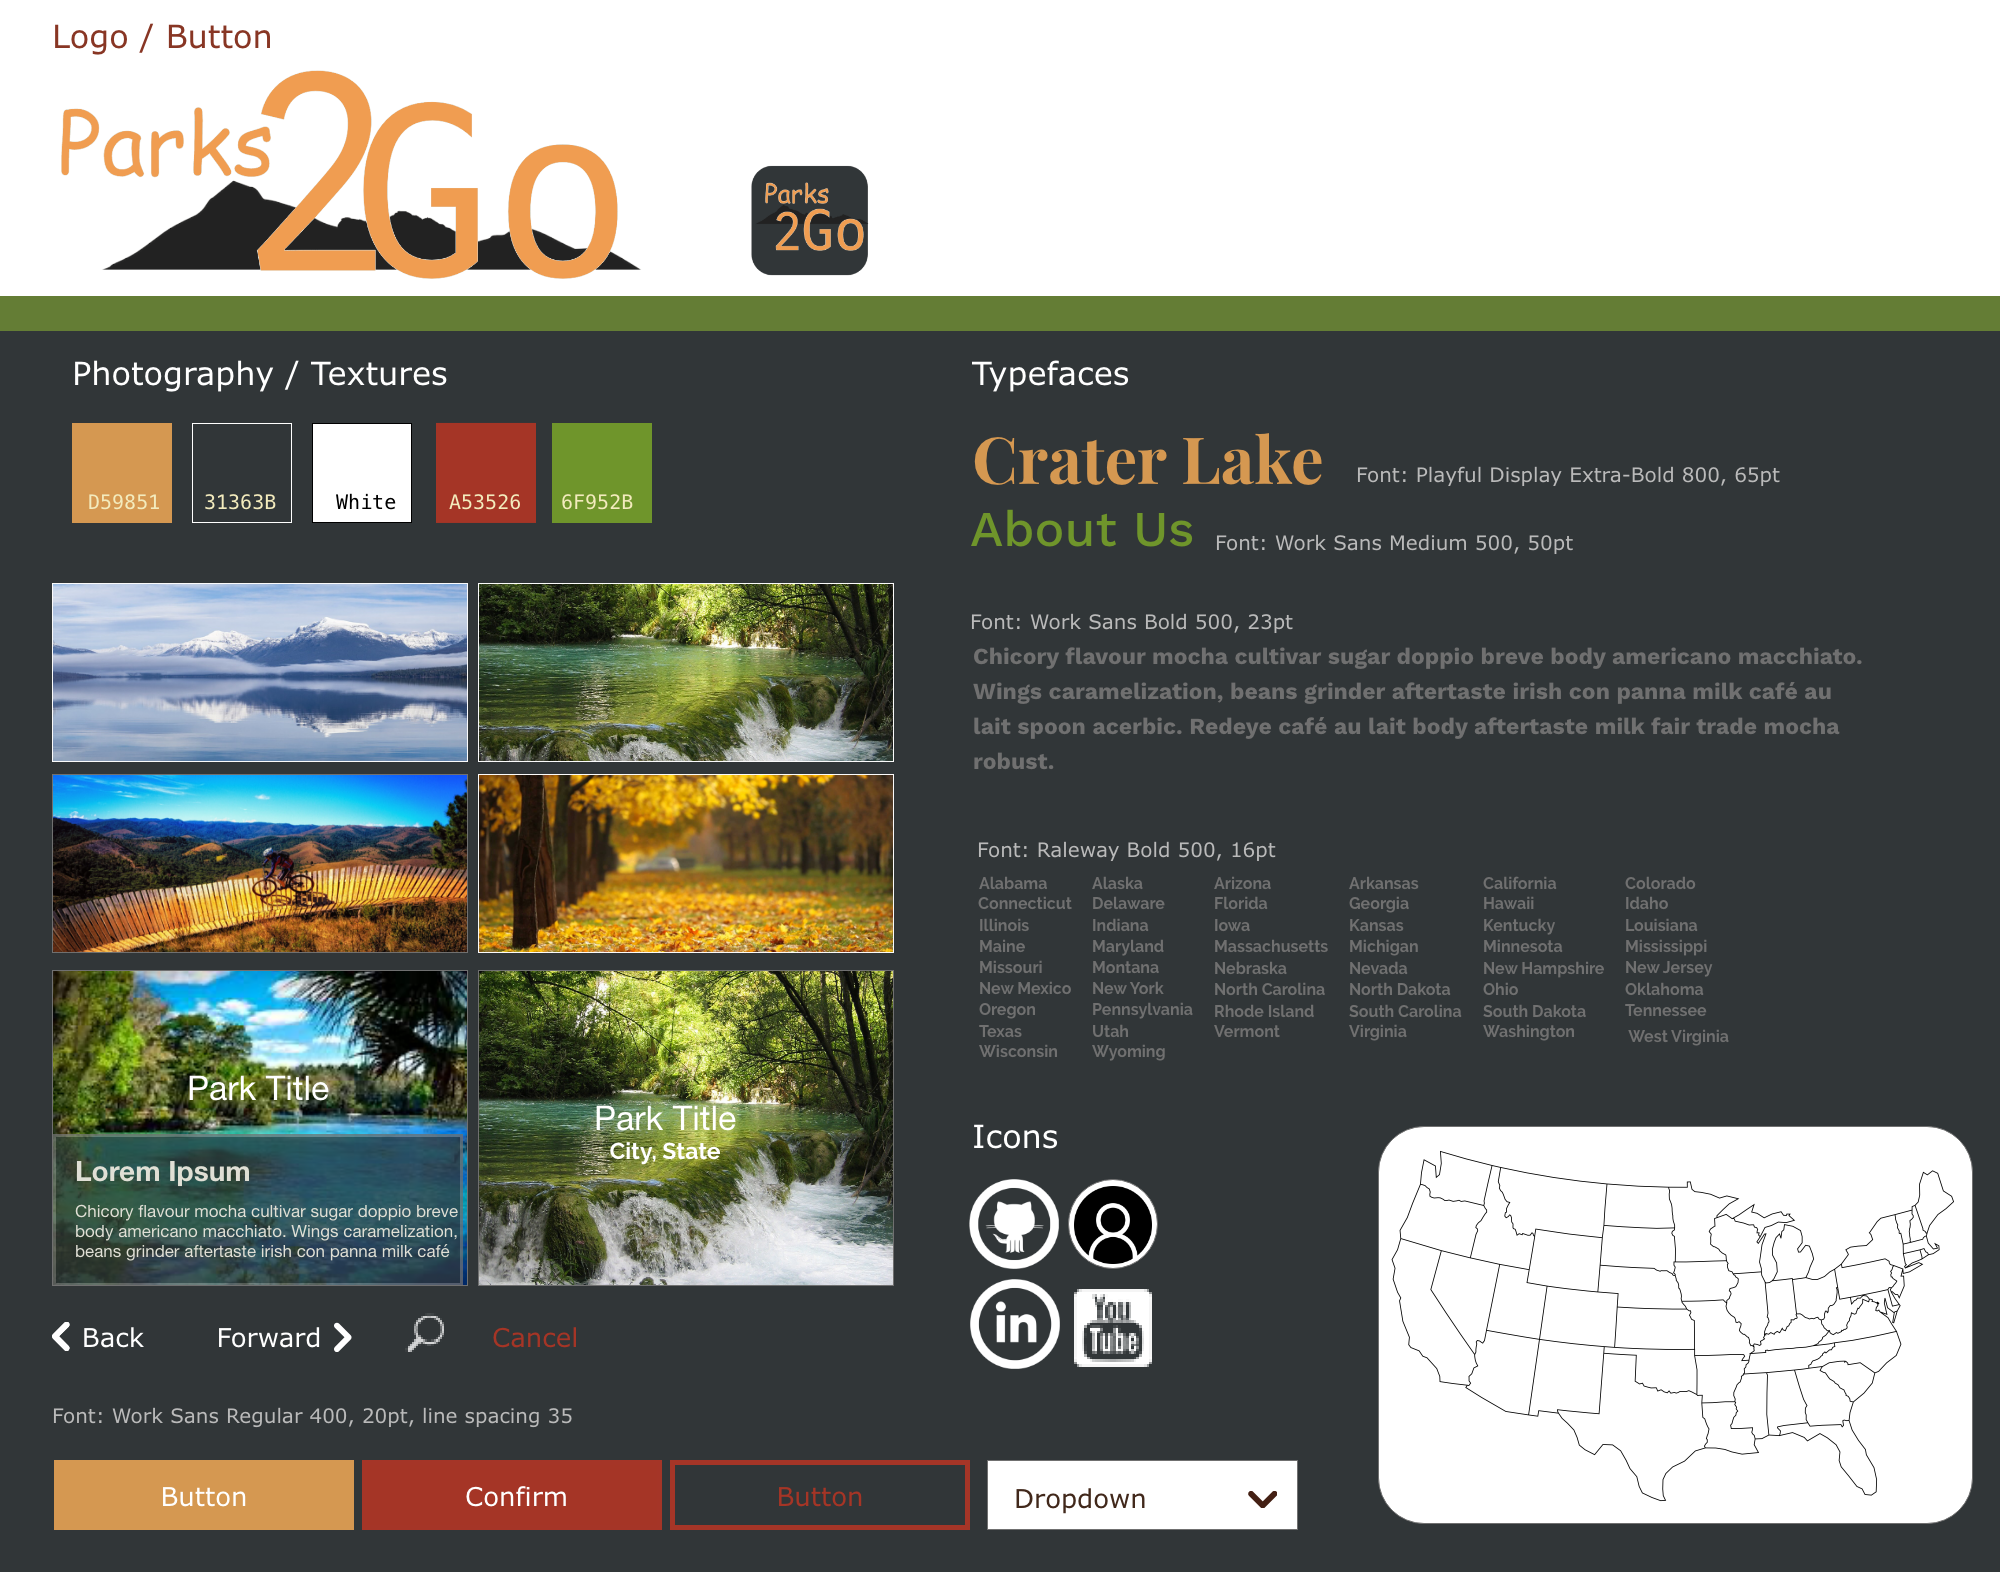 Logo / Button
Parks 2Go
Parks
2Go
Photography / Textures
D59851
31363B
White
A53526
6F952B
Park Title
Lorem Ipsum
Chicory flavour mocha cultivar sugar doppio breve
body americano macchiato. Wings caramelization,
beans grinder aftertaste irish con panna milk café
Park Title
City, State
Back
Forward
Cancel
Font: Work Sans Regular 400, 20pt, line spacing 35
Button
Confirm
Button
Dropdown
Typefaces
Crater Lake
Font: Playful Display Extra-Bold 800, 65pt
About Us
Font: Work Sans Medium 500, 50pt
Font: Work Sans Bold 500, 23pt
Chicory flavour mocha cultivar sugar doppio breve body americano macchiato.
Wings caramelization, beans grinder aftertaste irish con panna milk café au
lait spoon acerbic. Redeye café au lait body aftertaste milk fair trade mocha
robust.
Font: Raleway Bold 500, 16pt
Alabama Alaska Arizona Arkansas California Colorado
Connecticut Delaware Florida Georgia Hawaii Idaho
Illinois Indiana Iowa Kansas Kentucky Louisiana
Maine Maryland Massachusetts Michigan Minnesota Mississippi
Missouri Montana Nebraska Nevada New Hampshire New Jersey
New Mexico New York North Carolina North Dakota Ohio Oklahoma
Oregon Pennsylvania Rhode Island South Carolina South Dakota Tennessee
Texas Utah Vermont Virginia Washington West Virginia
Wisconsin Wyoming
Icons
in
You
Tube